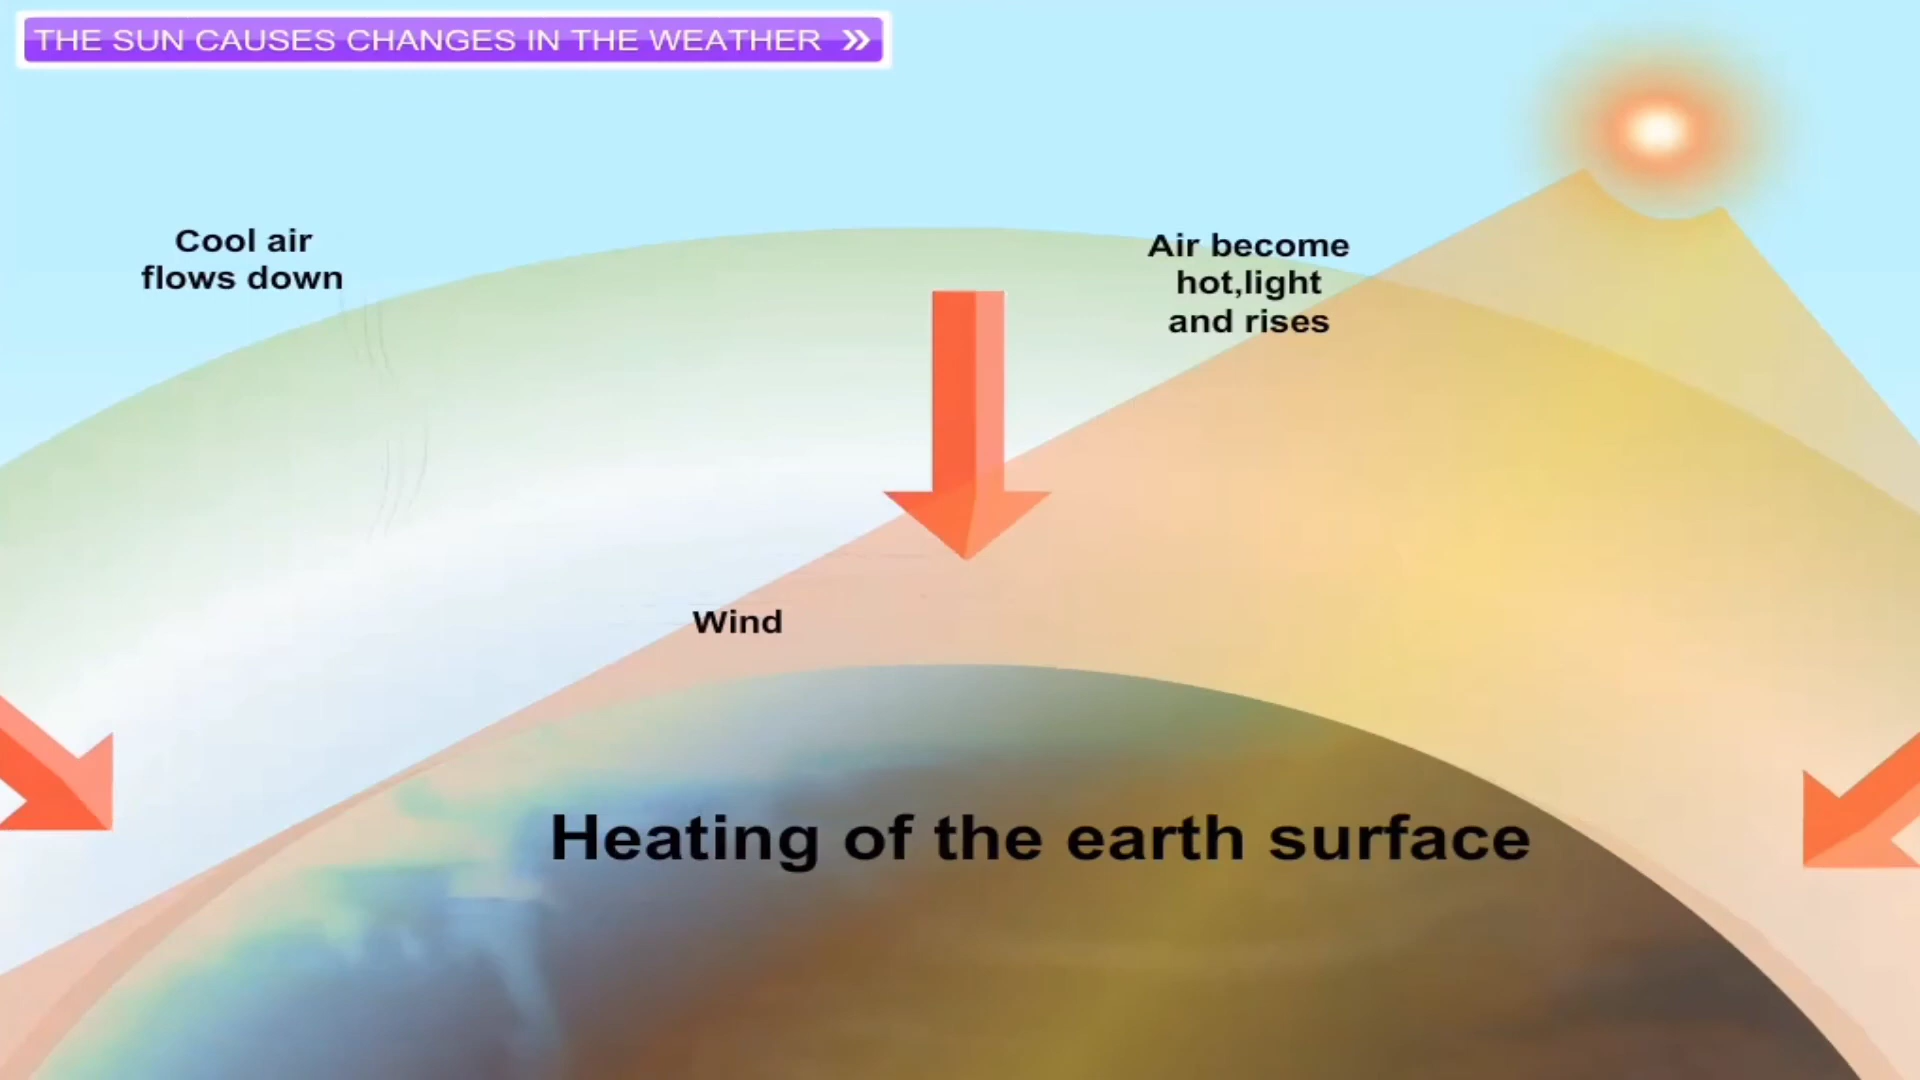 THE SUN CAUSES CHANGES IN THE WEATHER »
Cool air
flows down
Air become
hot,light
and rises
Wind
Heating of the earth surface